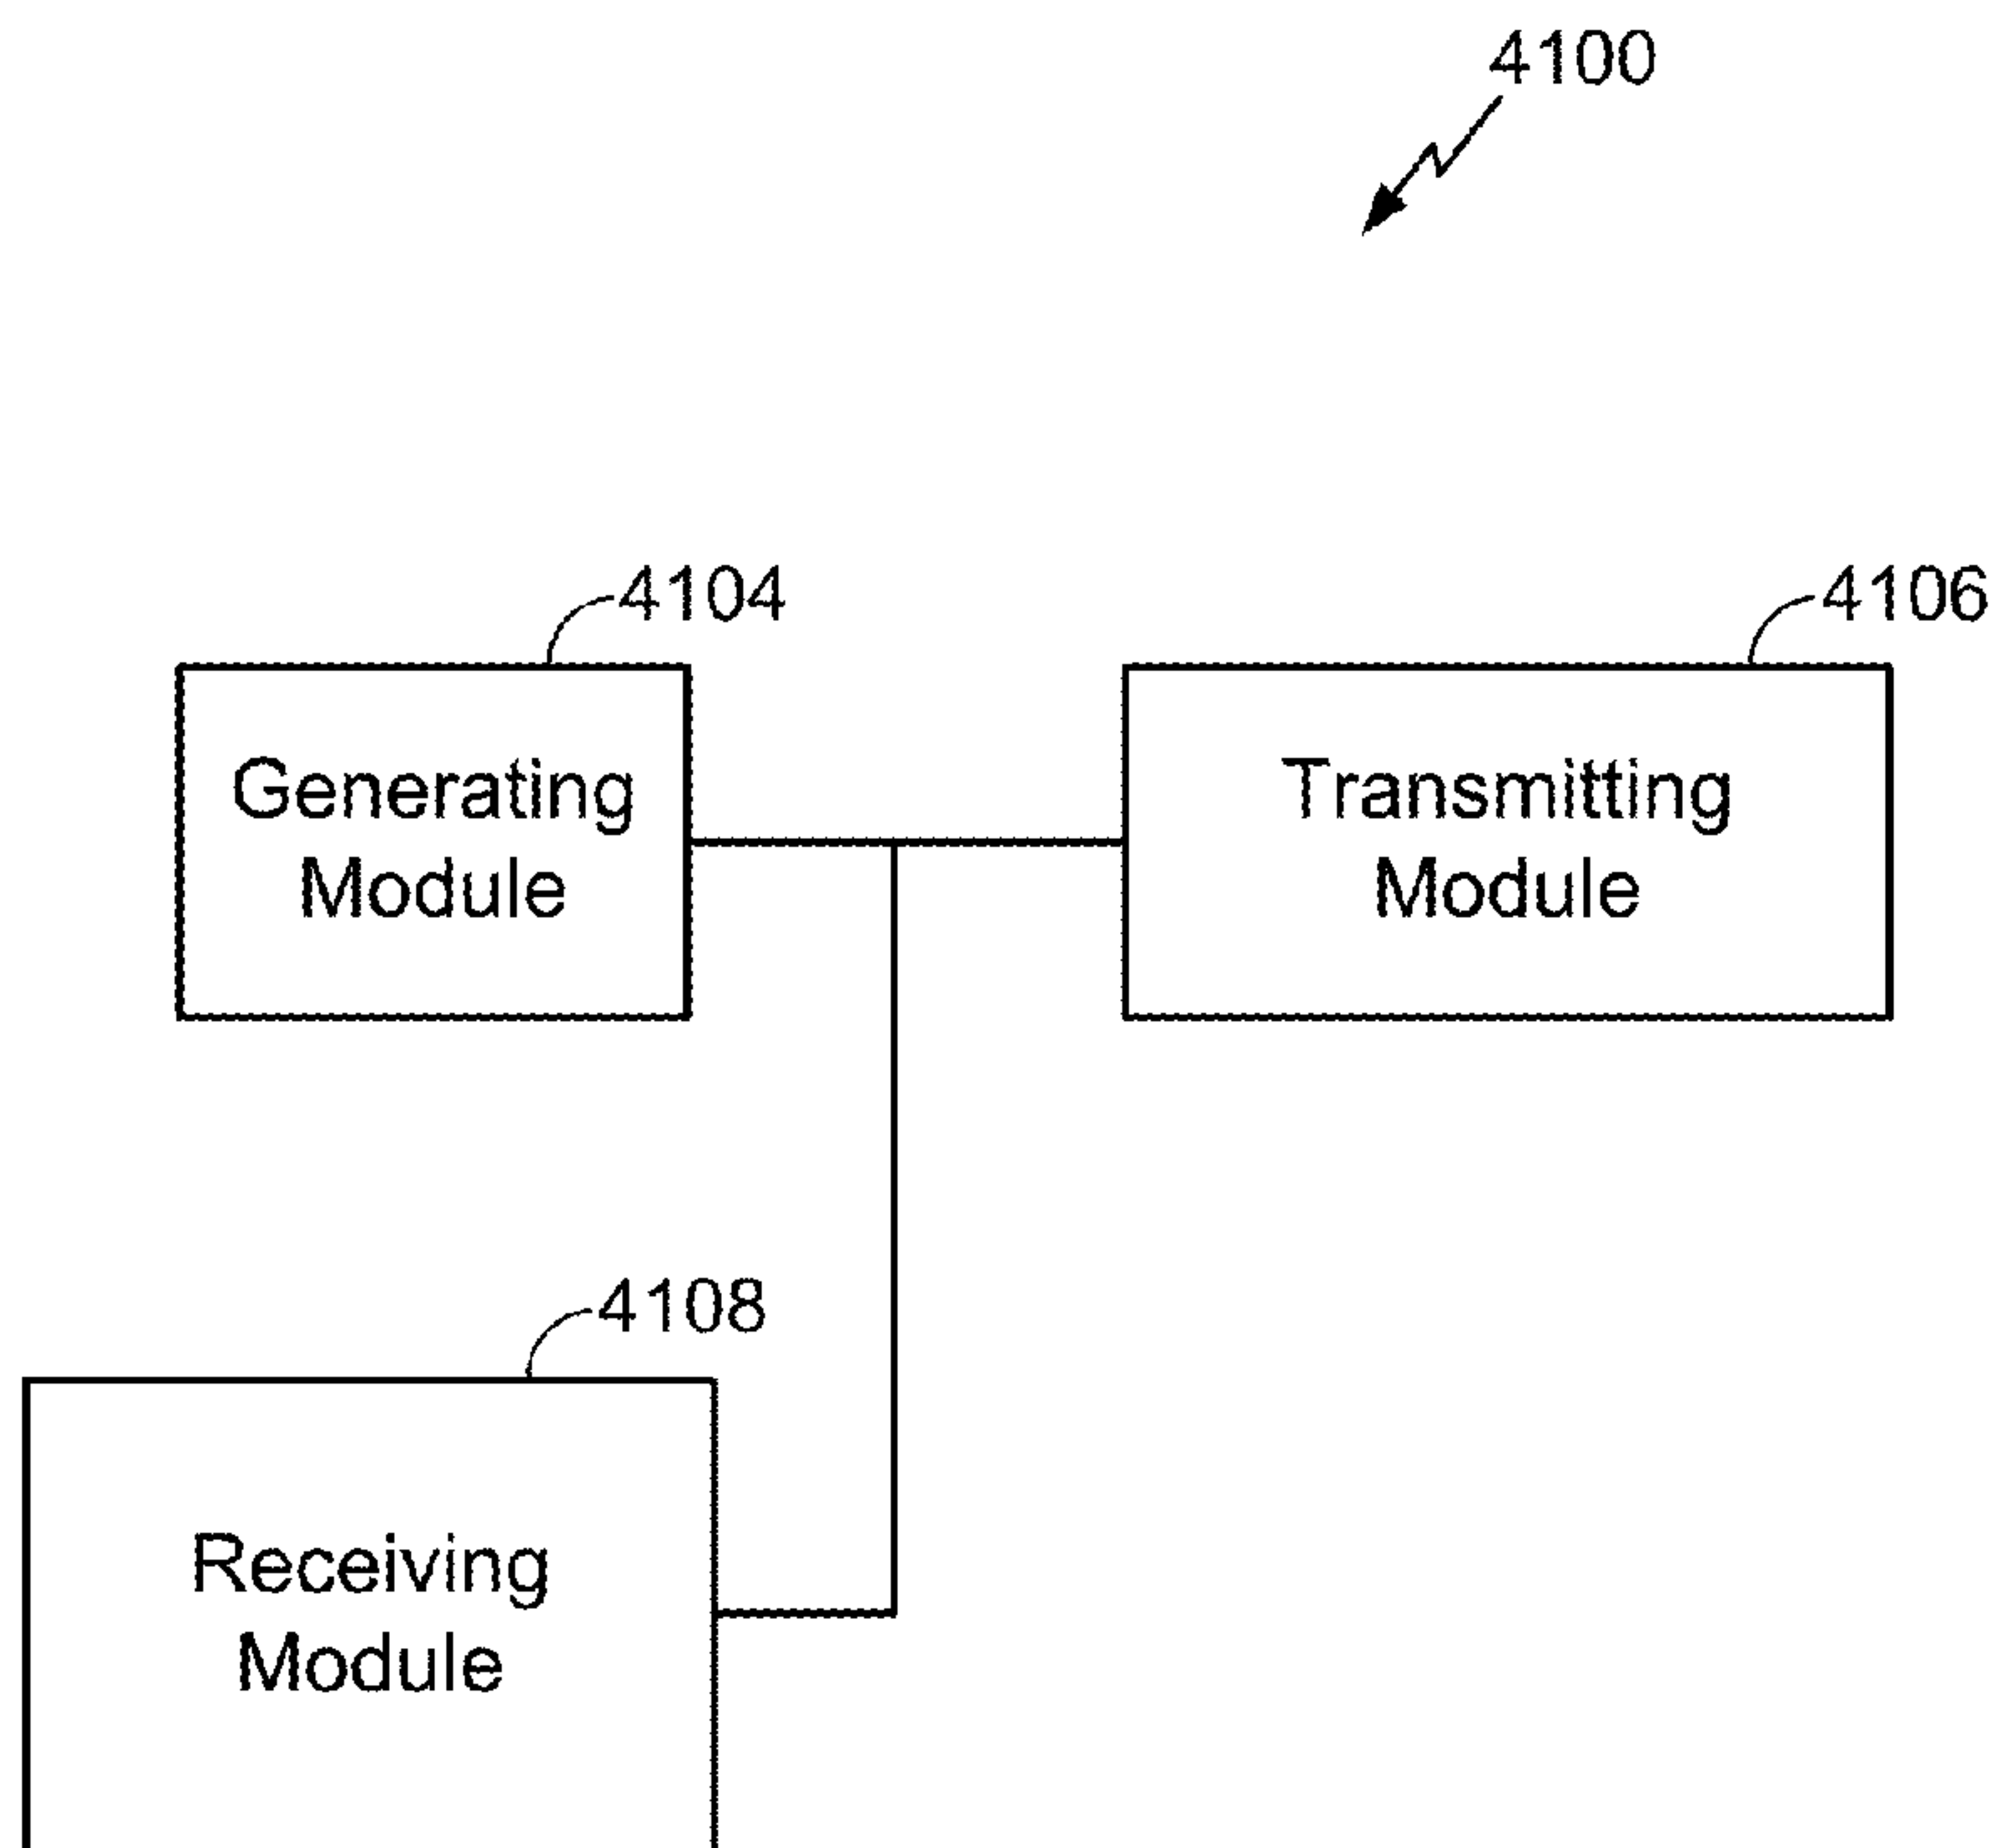 4100
4104
4106
Generating
Module
Transmitting
Module
4108
Receiving
Module